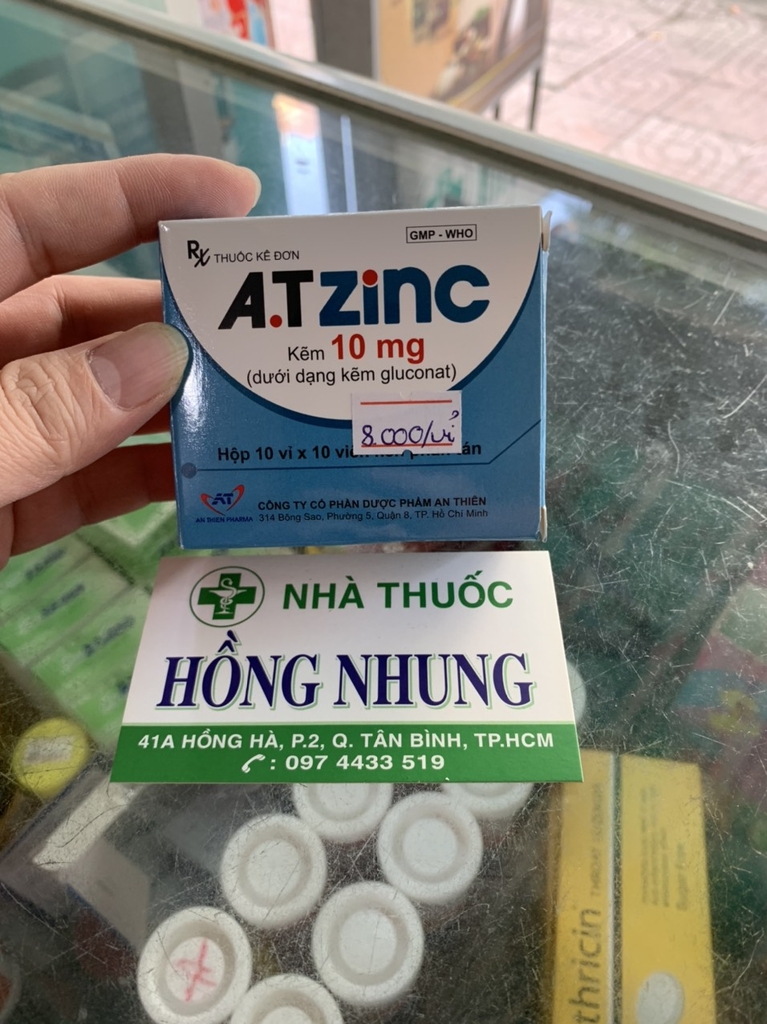 Rx THUỐC KÊ ĐƠN
GMP - WHO
A.T ZinC
Kẽm 10 mg
(dưới dạng kẽm gluconat)
8.000/vỉ
Hộp 10 vỉ x 10
AT
AN THIEN PHARMA
CÔNG TY CỔ PHẦN DƯỢC PHẨM AN THIÊN
314 Bông Sao, Phường 5, Quận 8, TP. Hồ Chí Minh
NHÀ THUỐC
HỒNG NHUNG
41A HỒNG HÀ, P.2, Q. TÂN BÌNH, TP.HCM
: 097 4433 519
thricin